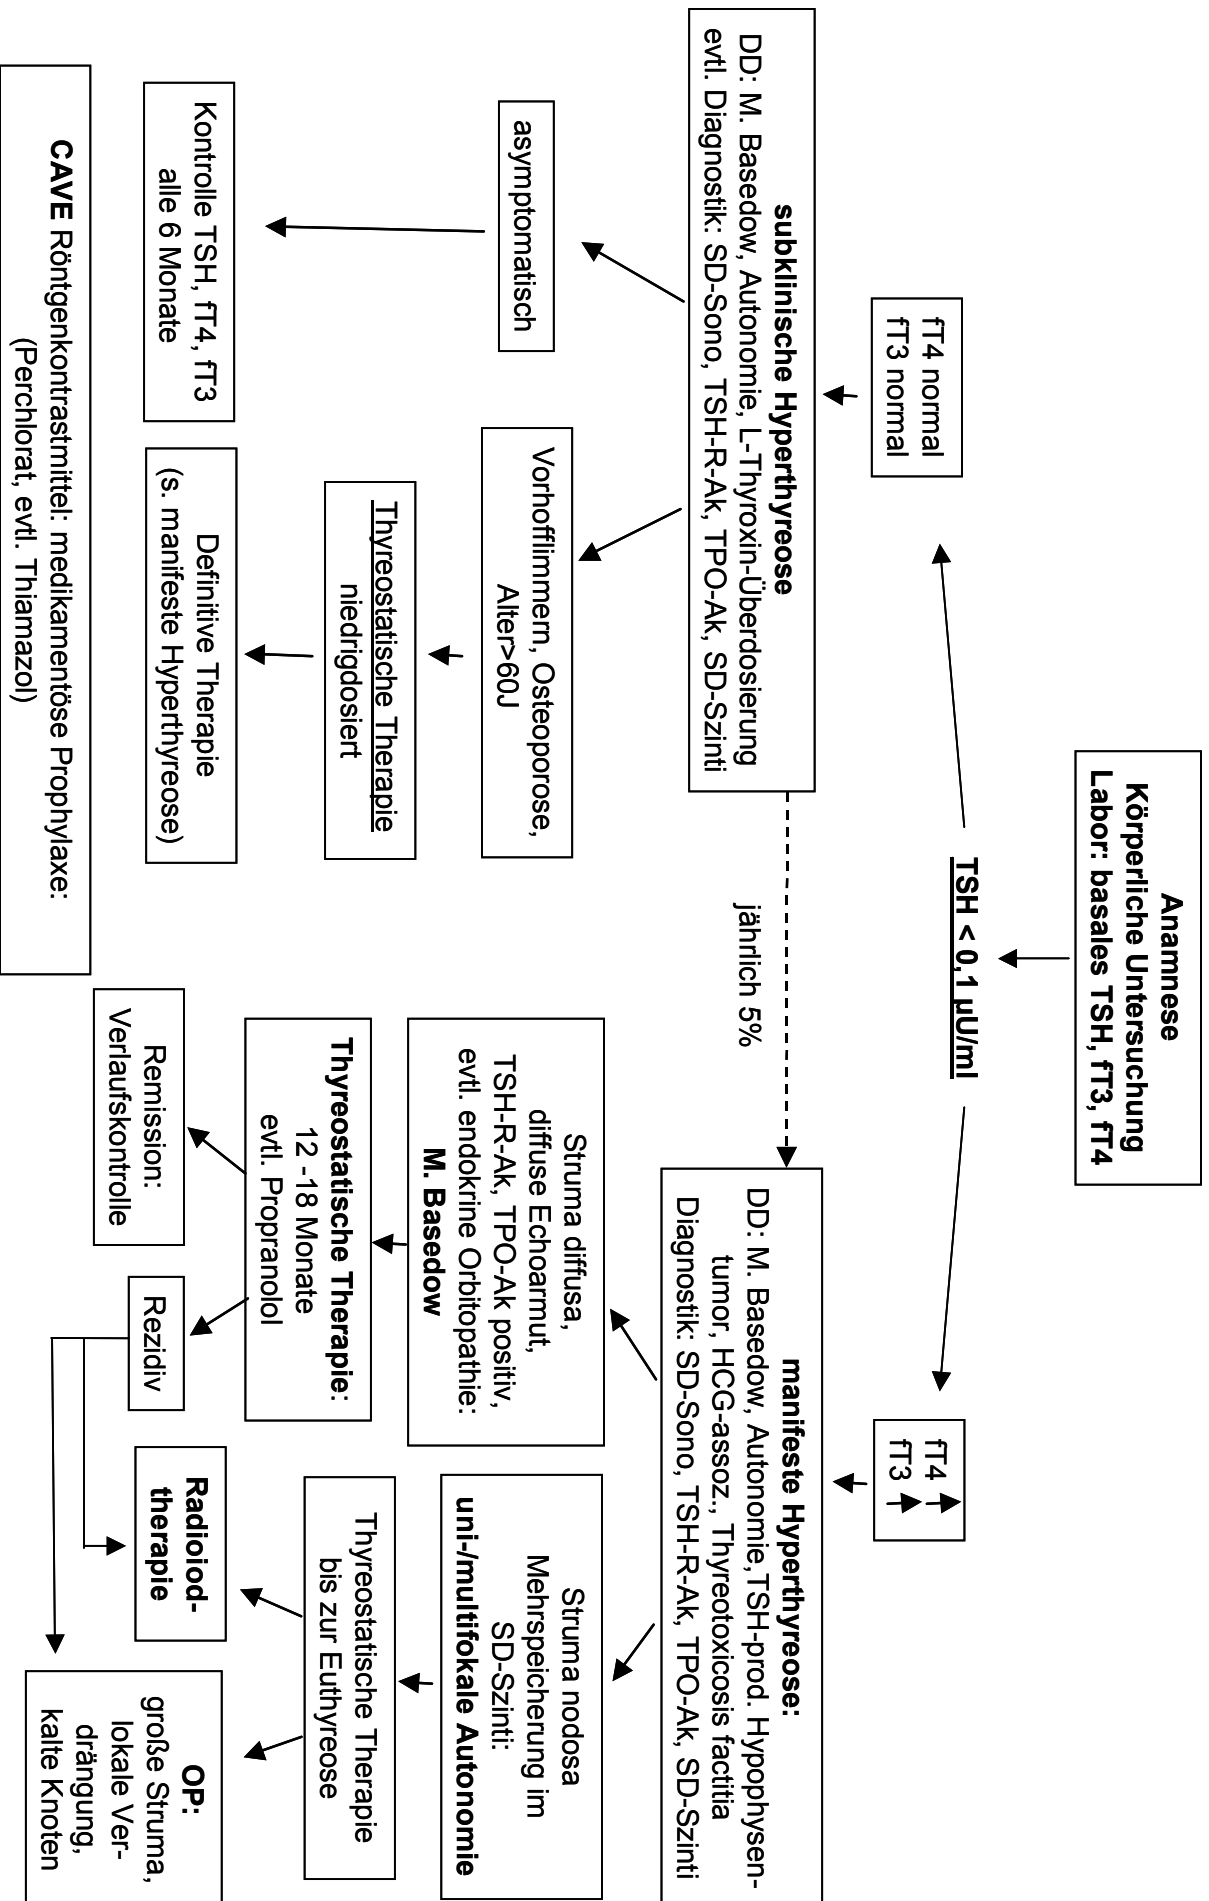 Anamnese
Körperliche Untersuchung
Labor: basales TSH, fT3, fT4
TSH < 0,1 µU/ml
fT4 normal
fT3 normal
fT4
fT3
subklinische Hyperthyreose
DD: M. Basedow, Autonomie, L-Thyroxin-Überdosierung
evtl. Diagnostik: SD-Sono, TSH-R-Ak, TPO-Ak, SD-Szinti
jährlich 5%
manifeste Hyperthyreose:
DD: M. Basedow, Autonomie,TSH-prod. Hypophysen-
tumor, HCG-assoz., Thyreotoxicosis factitia
Diagnostik: SD-Sono, TSH-R-Ak, TPO-Ak, SD-Szinti
asymptomatisch
Vorhofflimmern, Osteoporose,
Alter>60J
Struma diffusa,
diffuse Echoarmut,
TSH-R-Ak, TPO-Ak positiv,
evtl. endokrine Orbitopathie:
M. Basedow
Struma nodosa
Mehrspeicherung im
SD-Szinti:
uni-/multifokale Autonomie
Thyreostatische Therapie
niedrigdosiert
Thyreostatische Therapie:
12 -18 Monate
evtl. Propranolol
Thyreostatische Therapie
bis zur Euthyreose
Kontrolle TSH, fT4, fT3
alle 6 Monate
Definitive Therapie
(s. manifeste Hyperthyreose)
Remission:
Verlaufskontrolle
Rezidiv
Radioiod-
therapie
OP:
große Struma,
lokale Ver-
drängung,
kalte Knoten
CAVE Röntgenkontrastmittel: medikamentöse Prophylaxe:
(Perchlorat, evtl. Thiamazol)